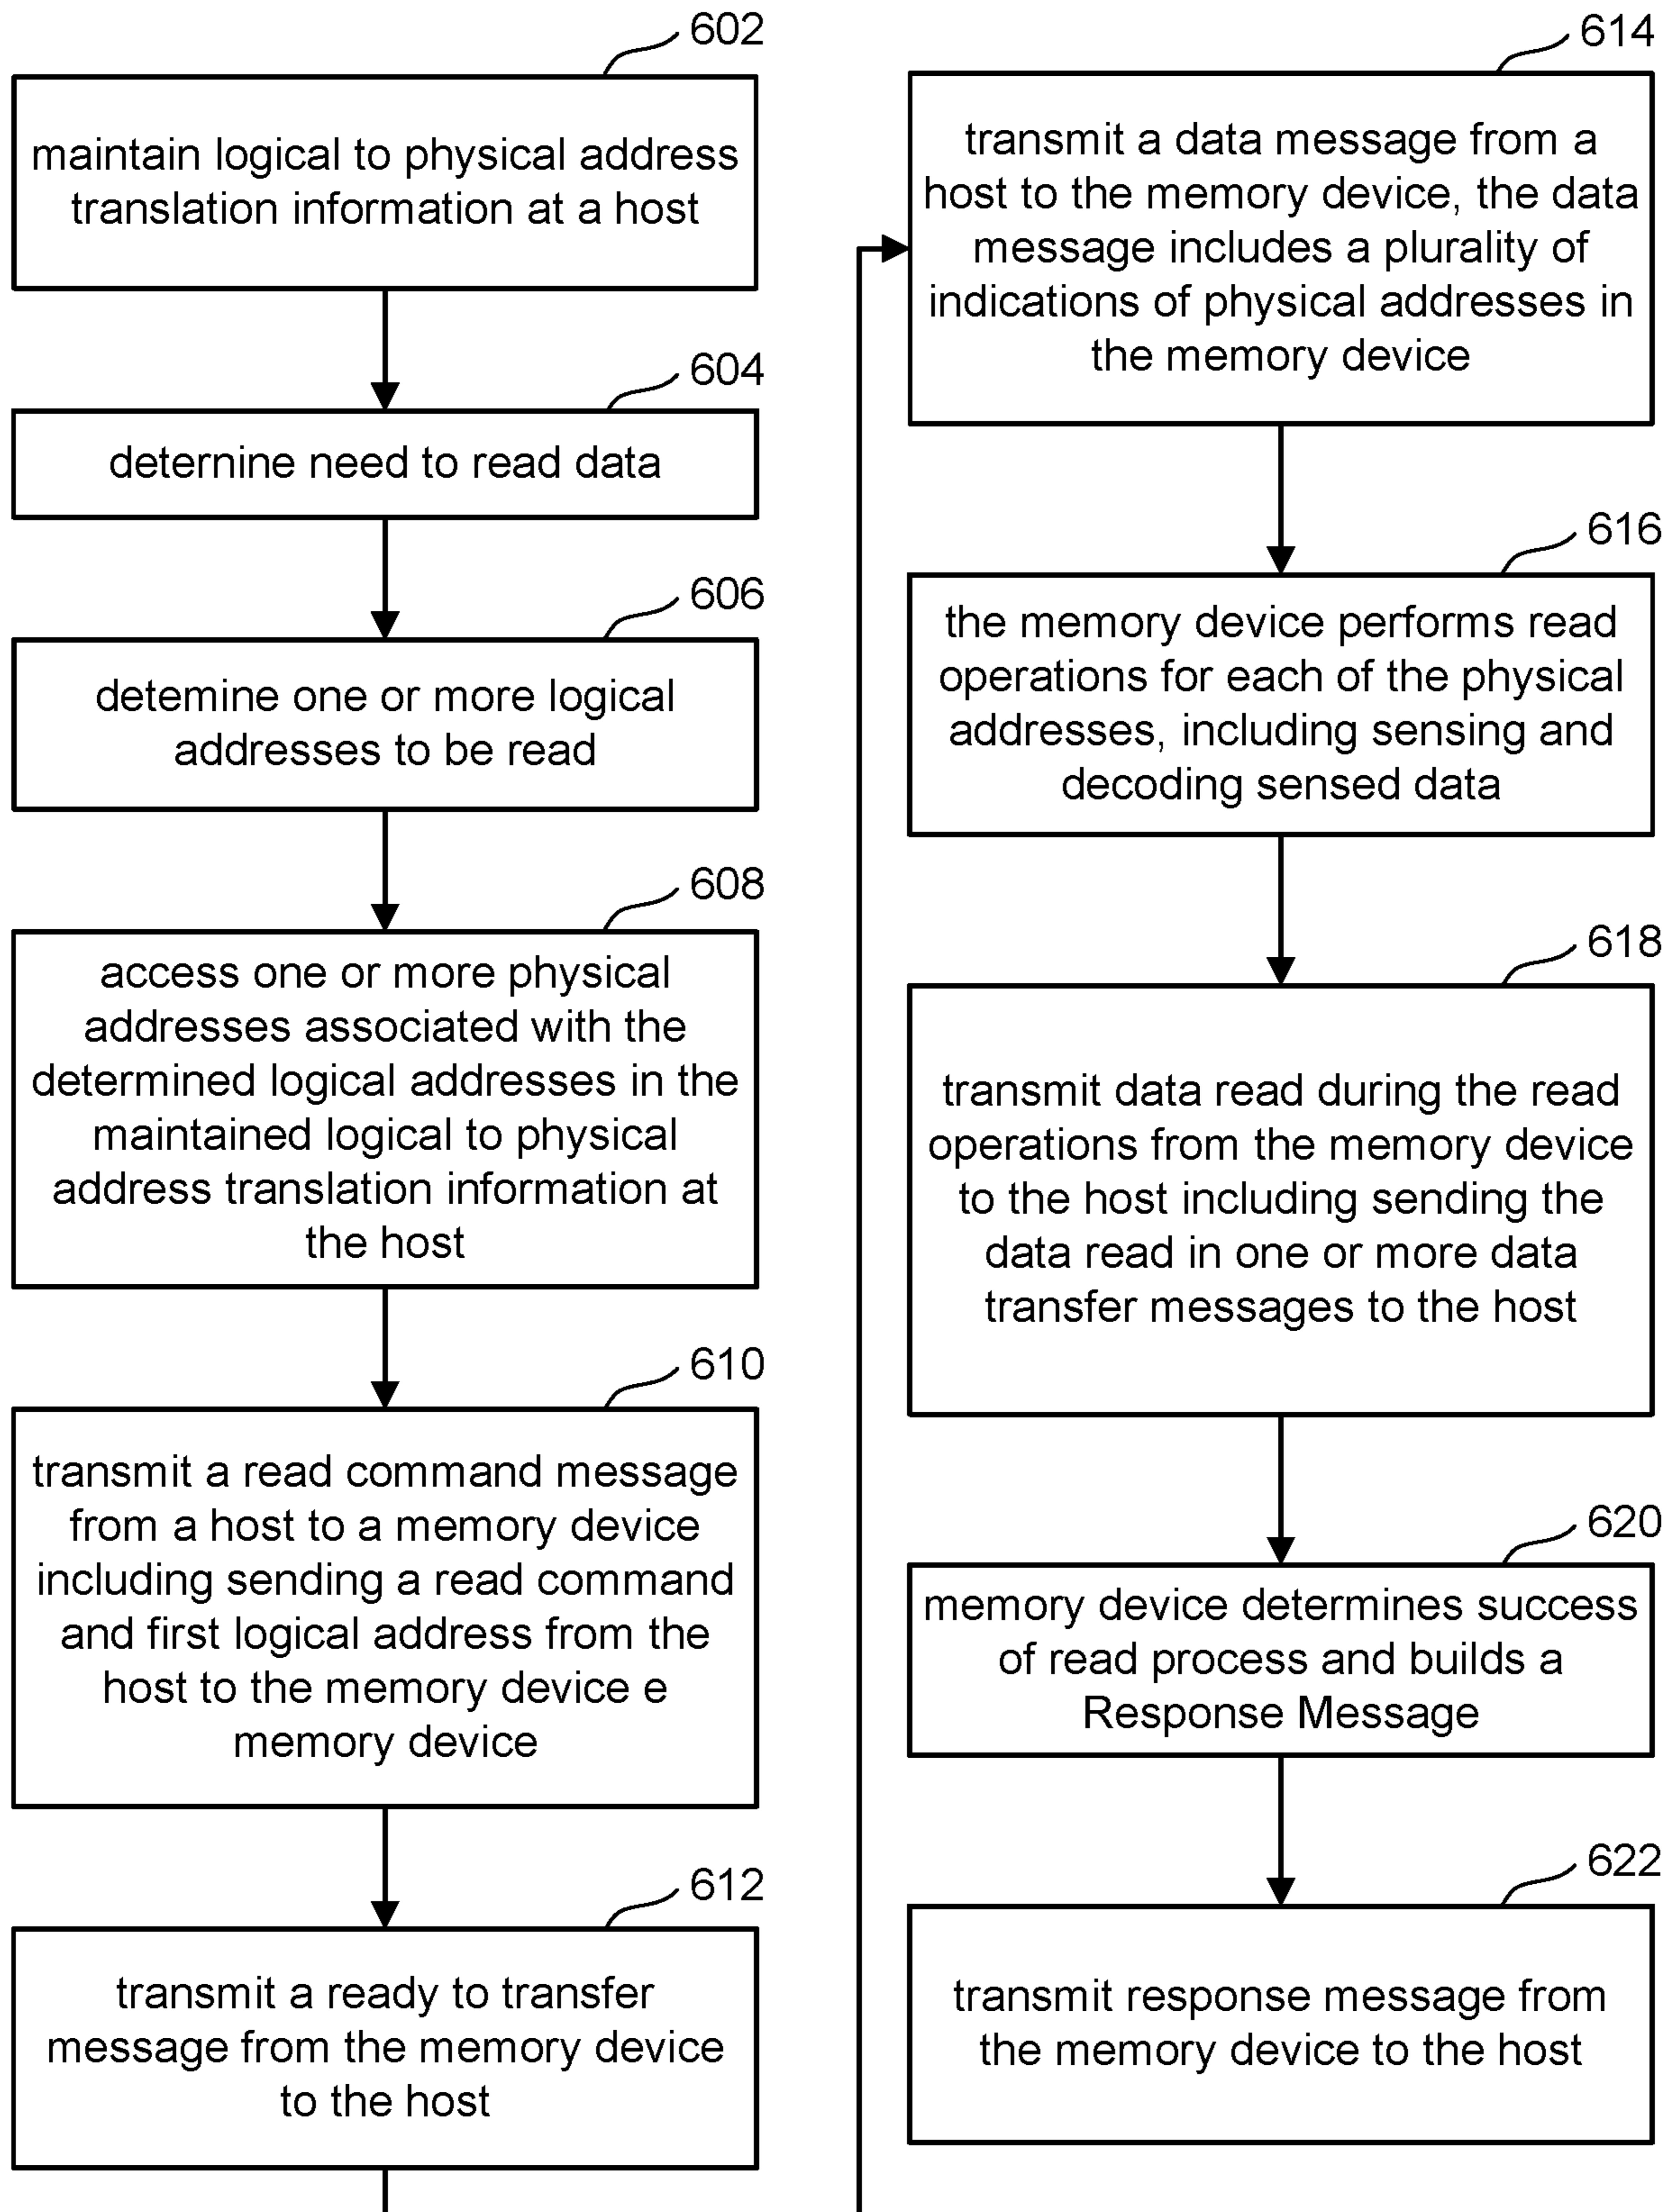 602
maintain logical to physical address
translation information at a host
604
deternine need to read data
606
detemine one or more logical
addresses to be read
608
access one or more physical
addresses associated with the
determined logical addresses in the
maintained logical to physical
address translation information at
the host
610
transmit a read command message
from a host to a memory device
including sending a read command
and first logical address from the
host to the memory device e
memory device
612
transmit a ready to transfer
message from the memory device
to the host
614
transmit a data message from a
host to the memory device, the data
message includes a plurality of
indications of physical addresses in
the memory device
616
the memory device performs read
operations for each of the physical
addresses, including sensing and
decoding sensed data
618
transmit data read during the read
operations from the memory device
to the host including sending the
data read in one or more data
transfer messages to the host
620
memory device determines success
of read process and builds a
Response Message
622
transmit response message from
the memory device to the host